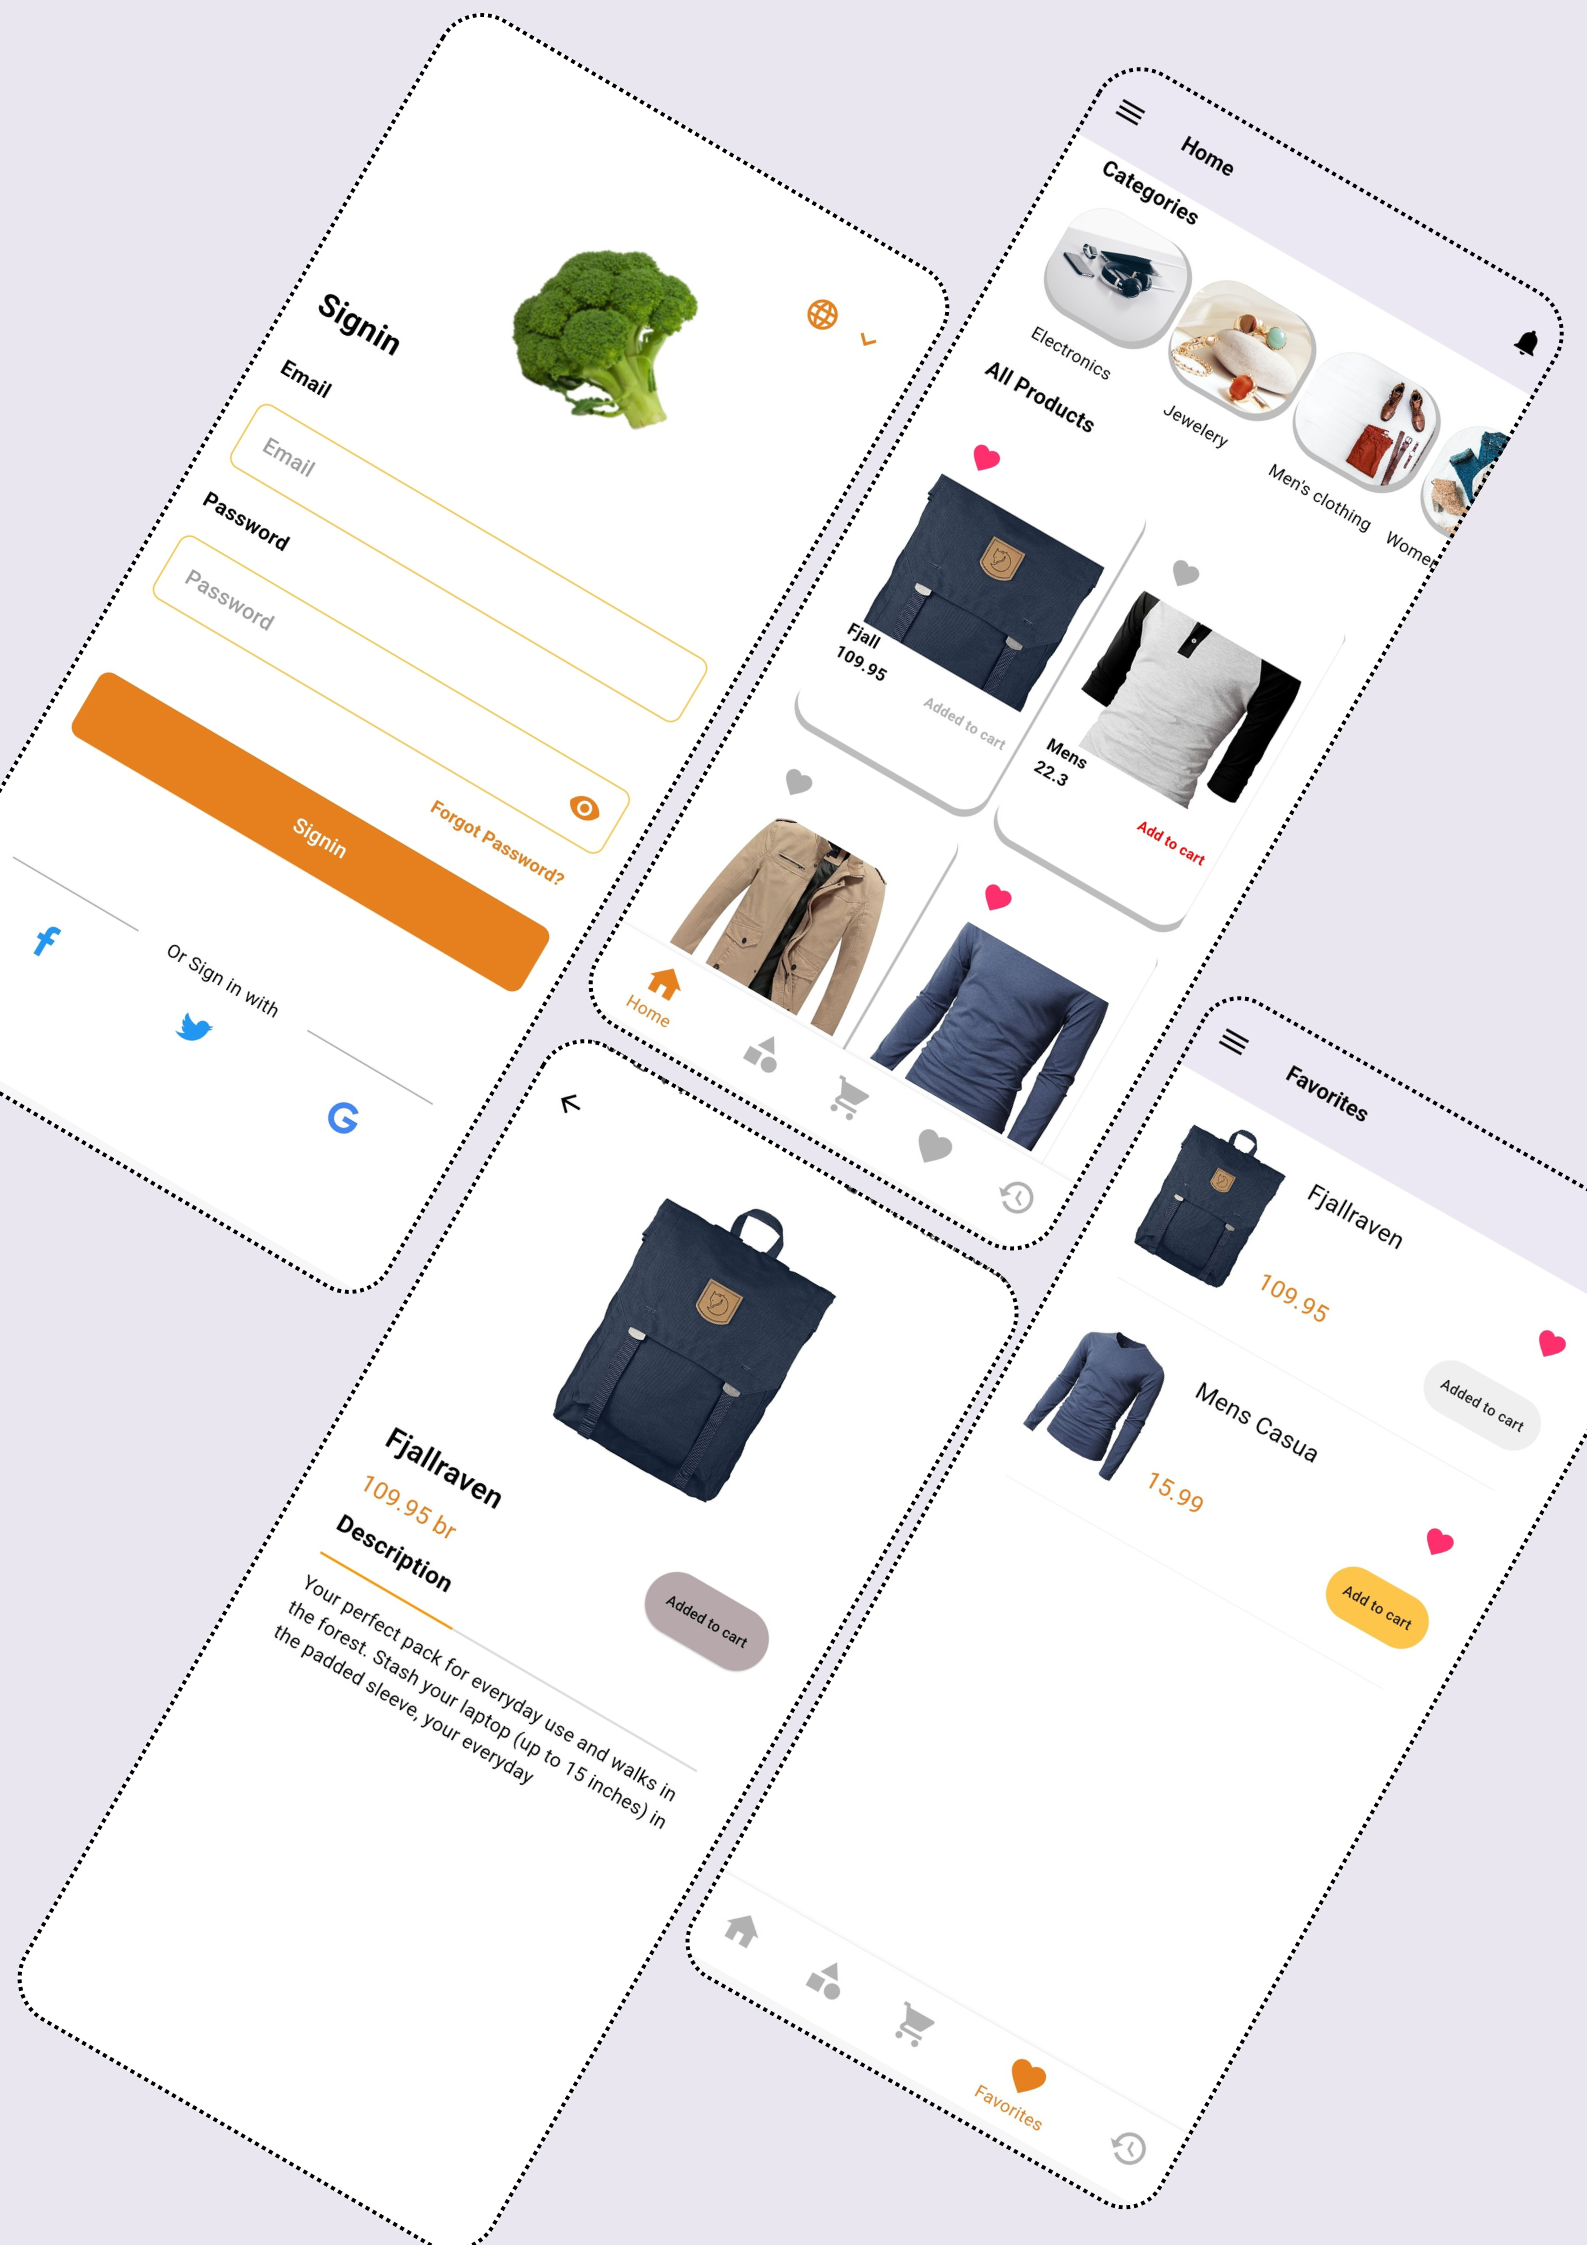 Signin
Email
Email
Password
Password
Forgot Password?
Signin
Or Sign in with
Home
Categories
Electronics
Jewelery
Men's clothing
Wome
All Products
Fjall
109.95
Added to cart
Mens
22.3
Add to cart
Home
Fjallraven
109.95 br
Description
Added to cart
Your perfect pack for everyday use and walks in
the forest. Stash your laptop (up to 15 inches) in
the padded sleeve, your everyday
Favorites
Fjallraven
109.95
Added to cart
Mens Casua
15.99
Add to cart
Favorites